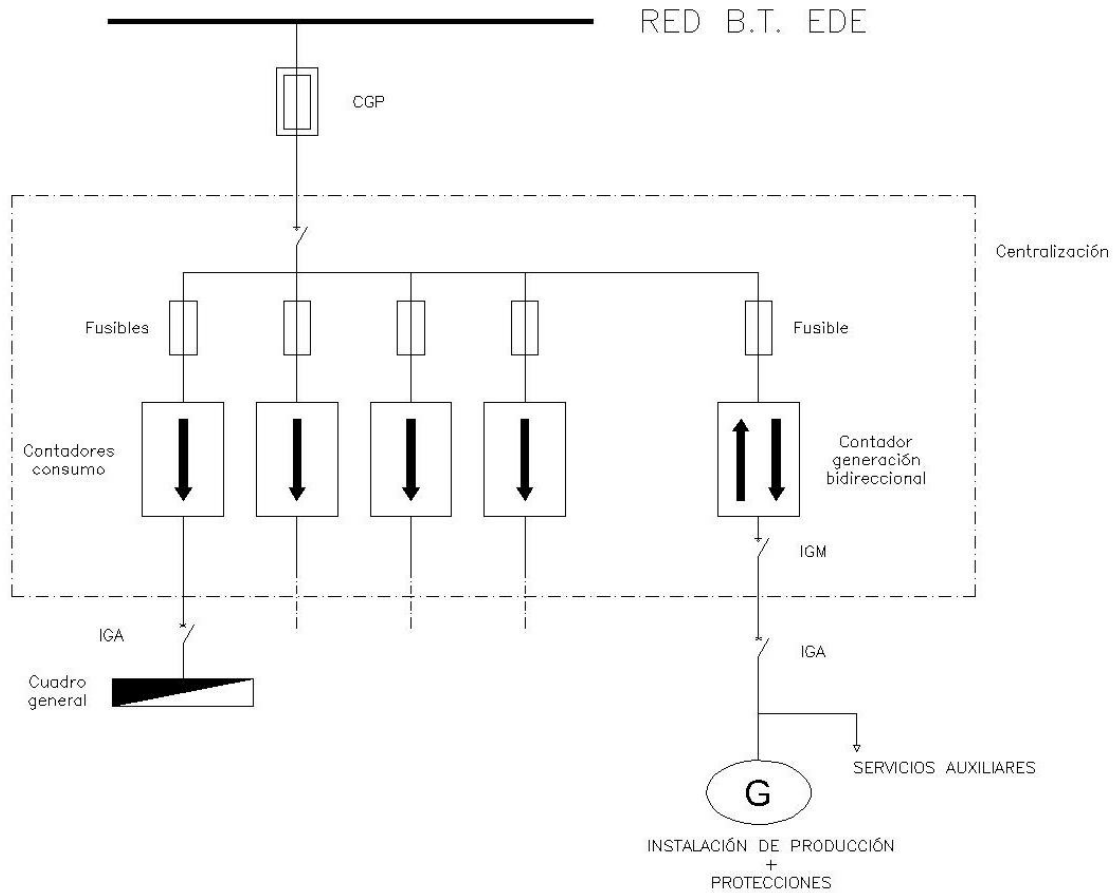 RED B.T. EDE
CGP
Centralización
Fusibles
Fusible
Contadores
consumo
Contador
generación
bidireccional
IGM
IGA
IGA
Cuadro
general
SERVICIOS AUXILIARES
G
INSTALACIÓN DE PRODUCCIÓN
+
PROTECCIONES